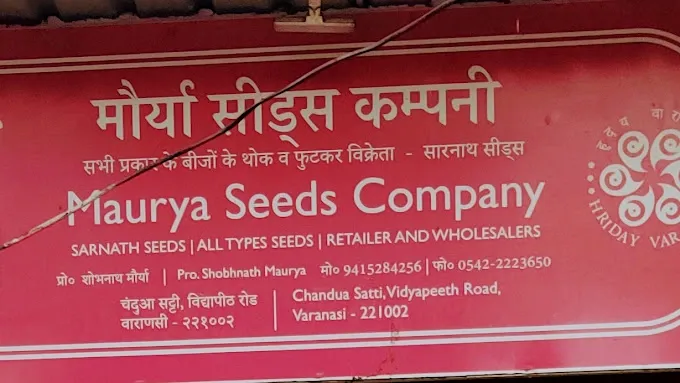 मौर्या सीड्स कम्पनी
सभी प्रकार के बीजों के थोक व फुटकर विक्रेता - सारनाथ सीड्स
Maurya Seeds Company
SARNATH SEEDS | ALL TYPES SEEDS | RETAILER AND WHOLESALERS
प्रो० शोभनाथ मौर्या | Pro. Shobhnath Maurya मो० 9415284256 | फो० 0542-2223650
चंदुआ सट्टी, विद्यापीठ रोड
वाराणसी - २२१००२
Chandua Satti, Vidyapeeth Road,
Varanasi - 221002
HRIDAY